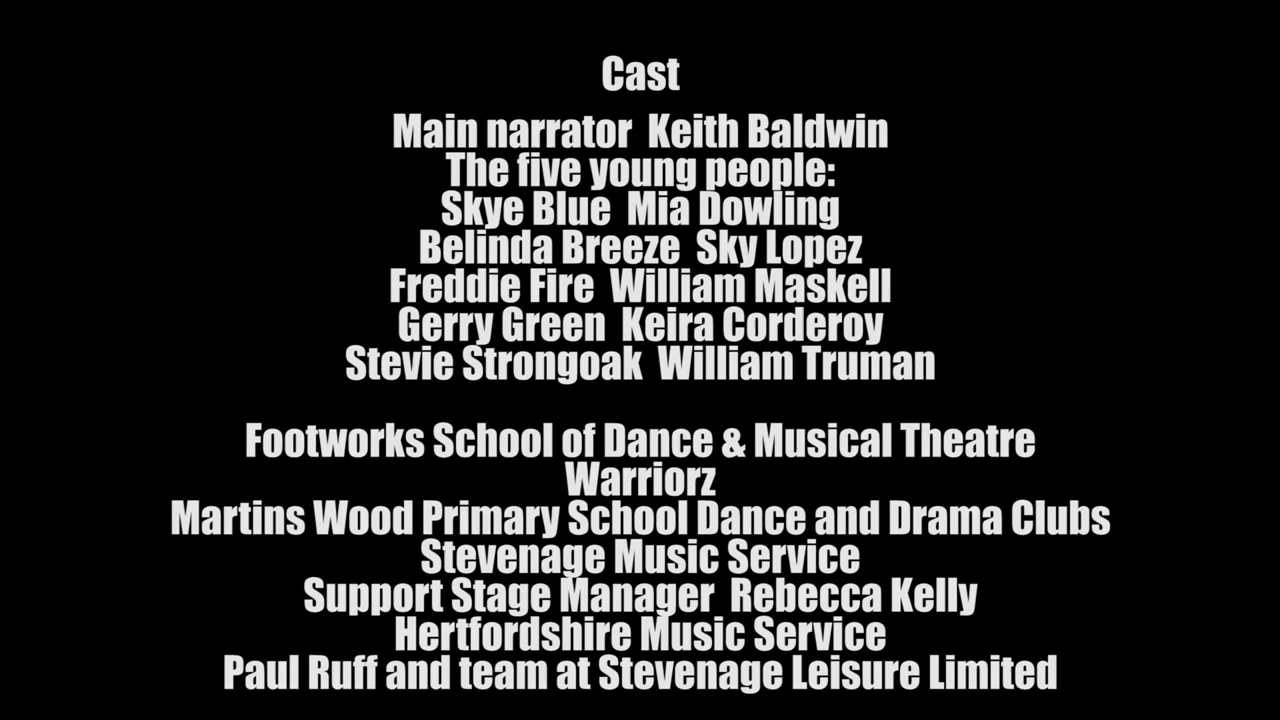 Cast
Main narrator Keith Baldwin
The five young people:
Skye Blue Mia Dowling
Belinda Breeze Sky Lopez
Freddie Fire William Maskell
Gerry Green Keira Corderoy
Stevie Strongoak William Truman
Footworks School of Dance & Musical Theatre
Warriorz
Martins Wood Primary School Dance and Drama Clubs
Stevenage Music Service
Support Stage Manager Rebecca Kelly
Hertfordshire Music Service
Paul Ruff and team at Stevenage Leisure Limited